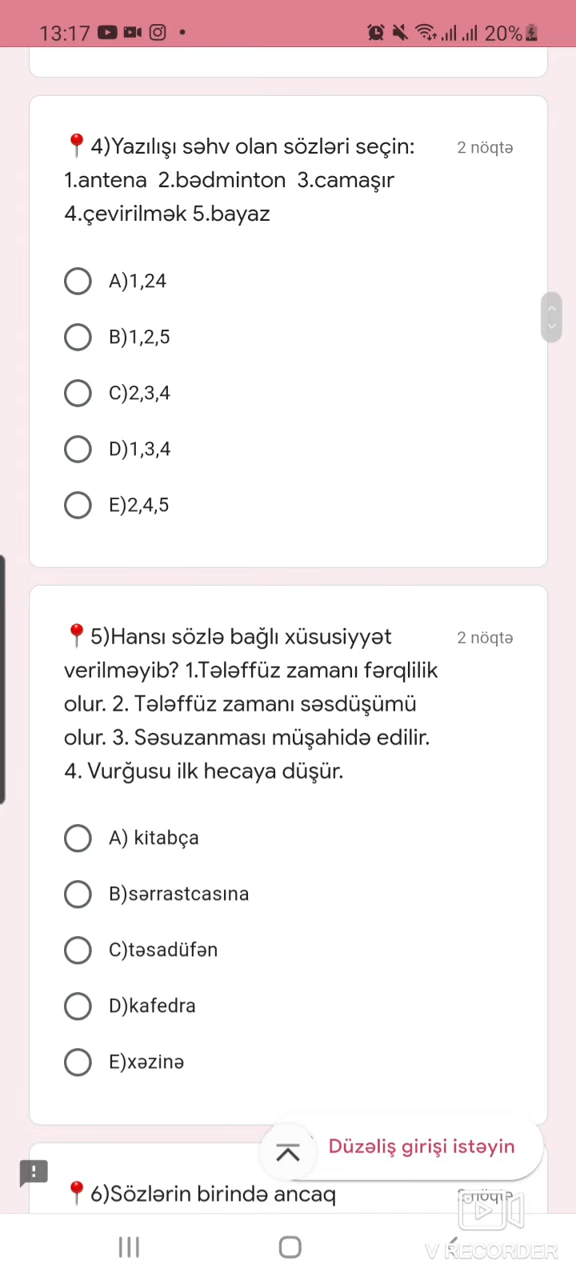 13:17
20%
4)Yazılışı səhv olan sözləri seçin:
2 nöqtə
1.antena 2.bədminton 3.camaşır
4.çevirilmək 5.bayaz
A)1,24
B)1,2,5
C)2,3,4
D)1,3,4
E)2,4,5
5)Hansı sözlə bağlı xüsusiyyət
2 nöqtə
verilməyib? 1.Tələffüz zamanı fərqlilik
olur. 2. Tələffüz zamanı səsdüşümü
olur. 3. Səsuzanması müşahidə edilir.
4. Vurğusu ilk hecaya düşür.
A) kitabça
B)sərrastcasına
C)təsadüfən
D)kafedra
E)xəzinə
Düzəliş girişi istəyin
6)Sözlərin birində ancaq
nöqtə
V RECORDER